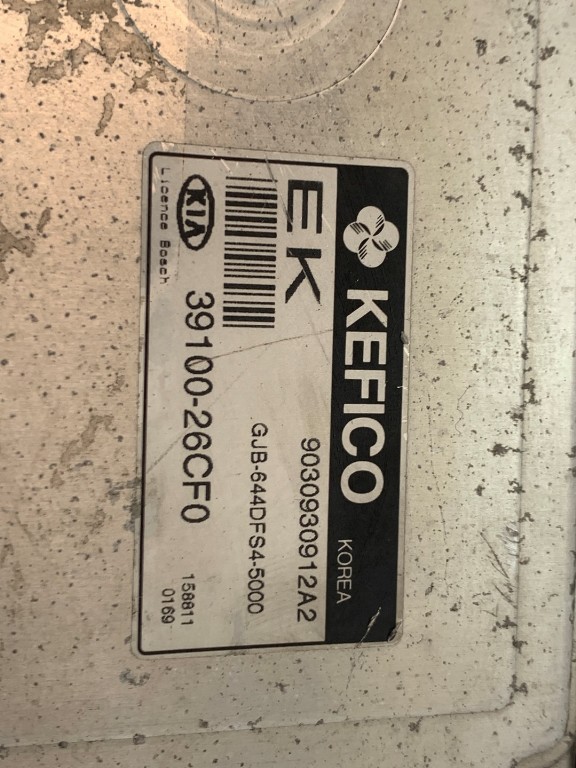 KEFICO KOREA
EK
9030930912A2
GJB-644DFS4-5000
KIA
39100-26CF0
158811
0169
Licence Bosch